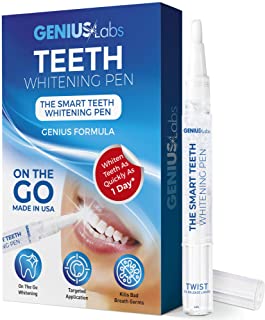 GENIUS Labs
TEETH
WHITENING PEN
THE SMART TEETH
WHITENING PEN
GENIUS FORMULA
ON THE
GO
MADE IN USA
Whiten
Teeth As
Quickly As
1 Day*
On The Go
Whitening
Targeted
Application
Kills Bad
Breath Germs
GENIUS Labs
THE SMART TEETH
WHITENING PEN
TWIST